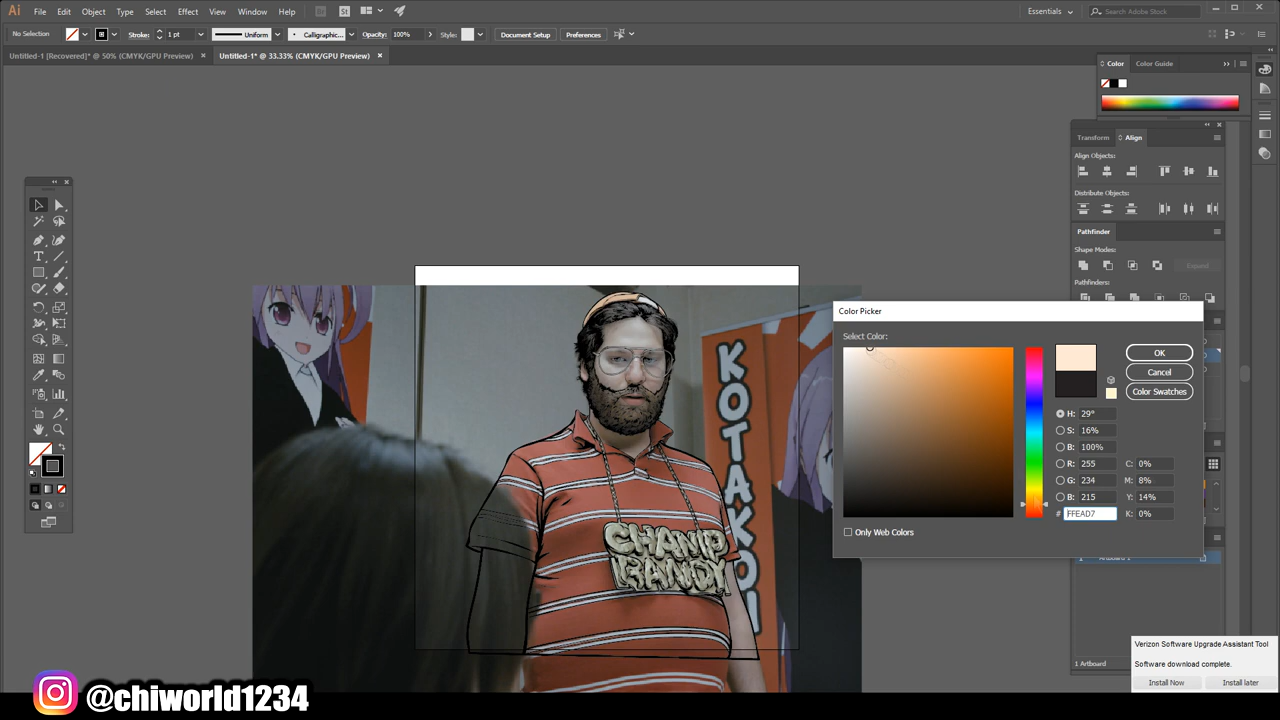 Ai File Edit Object Type Select Effect View Window Help Br St Essentials Search Adobe Stock
No Selection Stroke: 1 pt Uniform Calligraphic... Opacity: 100% Style: Document Setup Preferences
Untitled-1 [Recovered]* @ 50% (CMYK/GPU Preview) × Untitled-1* @ 33.33% (CMYK/GPU Preview) ×
Color Color Guide
Transform Align
Align Objects:
Distribute Objects:
Pathfinder
Shape Modes:
Expand
Pathfinders:
KOTAKOI
CHAMP
RANDY
Color Picker
Select Color:
OK
Cancel
Color Swatches
H: 29°
S: 16%
B: 100%
R: 255 C: 0%
G: 234 M: 8%
B: 215 Y: 14%
# FFEAD7 K: 0%
Only Web Colors
1 Artboard
Verizon Software Upgrade Assistant Tool
Software download complete.
Install Now Install later
@chiworld1234